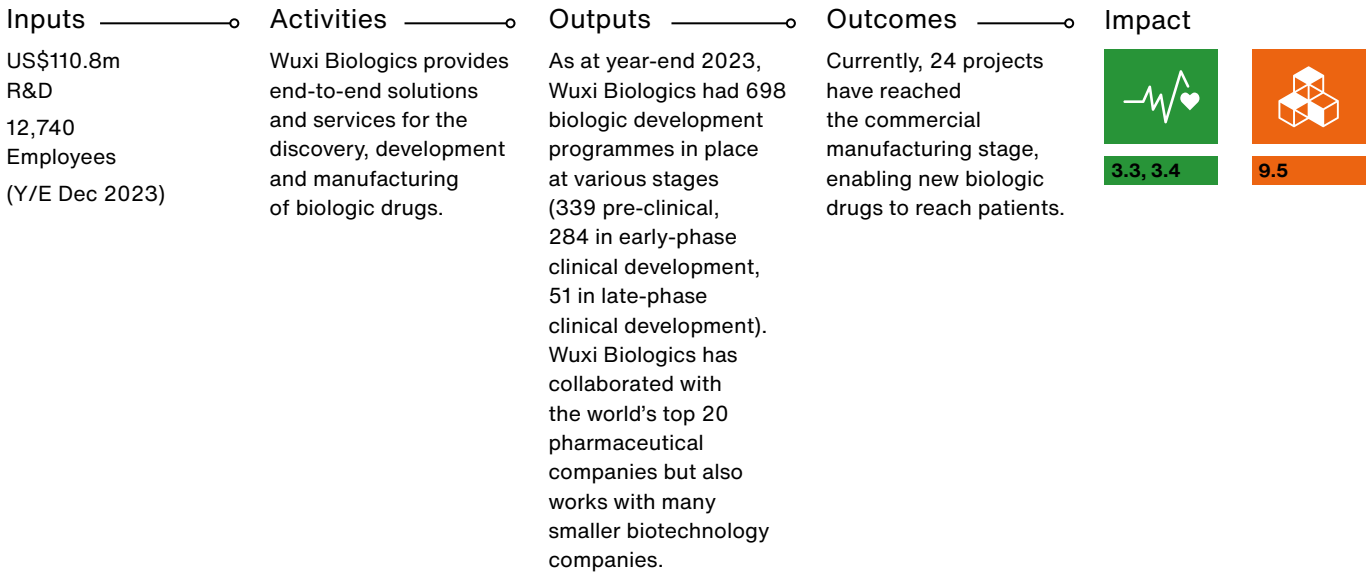 Inputs
US$110.8m
R&D
12,740
Employees
(Y/E Dec 2023)
Activities
Wuxi Biologics provides
end-to-end solutions
and services for the
discovery, development
and manufacturing
of biologic drugs.
Outputs
As at year-end 2023,
Wuxi Biologics had 698
biologic development
programmes in place
at various stages
(339 pre-clinical,
284 in early-phase
clinical development,
51 in late-phase
clinical development).
Wuxi Biologics has
collaborated with
the world's top 20
pharmaceutical
companies but also
works with many
smaller biotechnology
companies.
Outcomes
Currently, 24 projects
have reached
the commercial
manufacturing stage,
enabling new biologic
drugs to reach patients.
Impact
3.3, 3.4
9.5